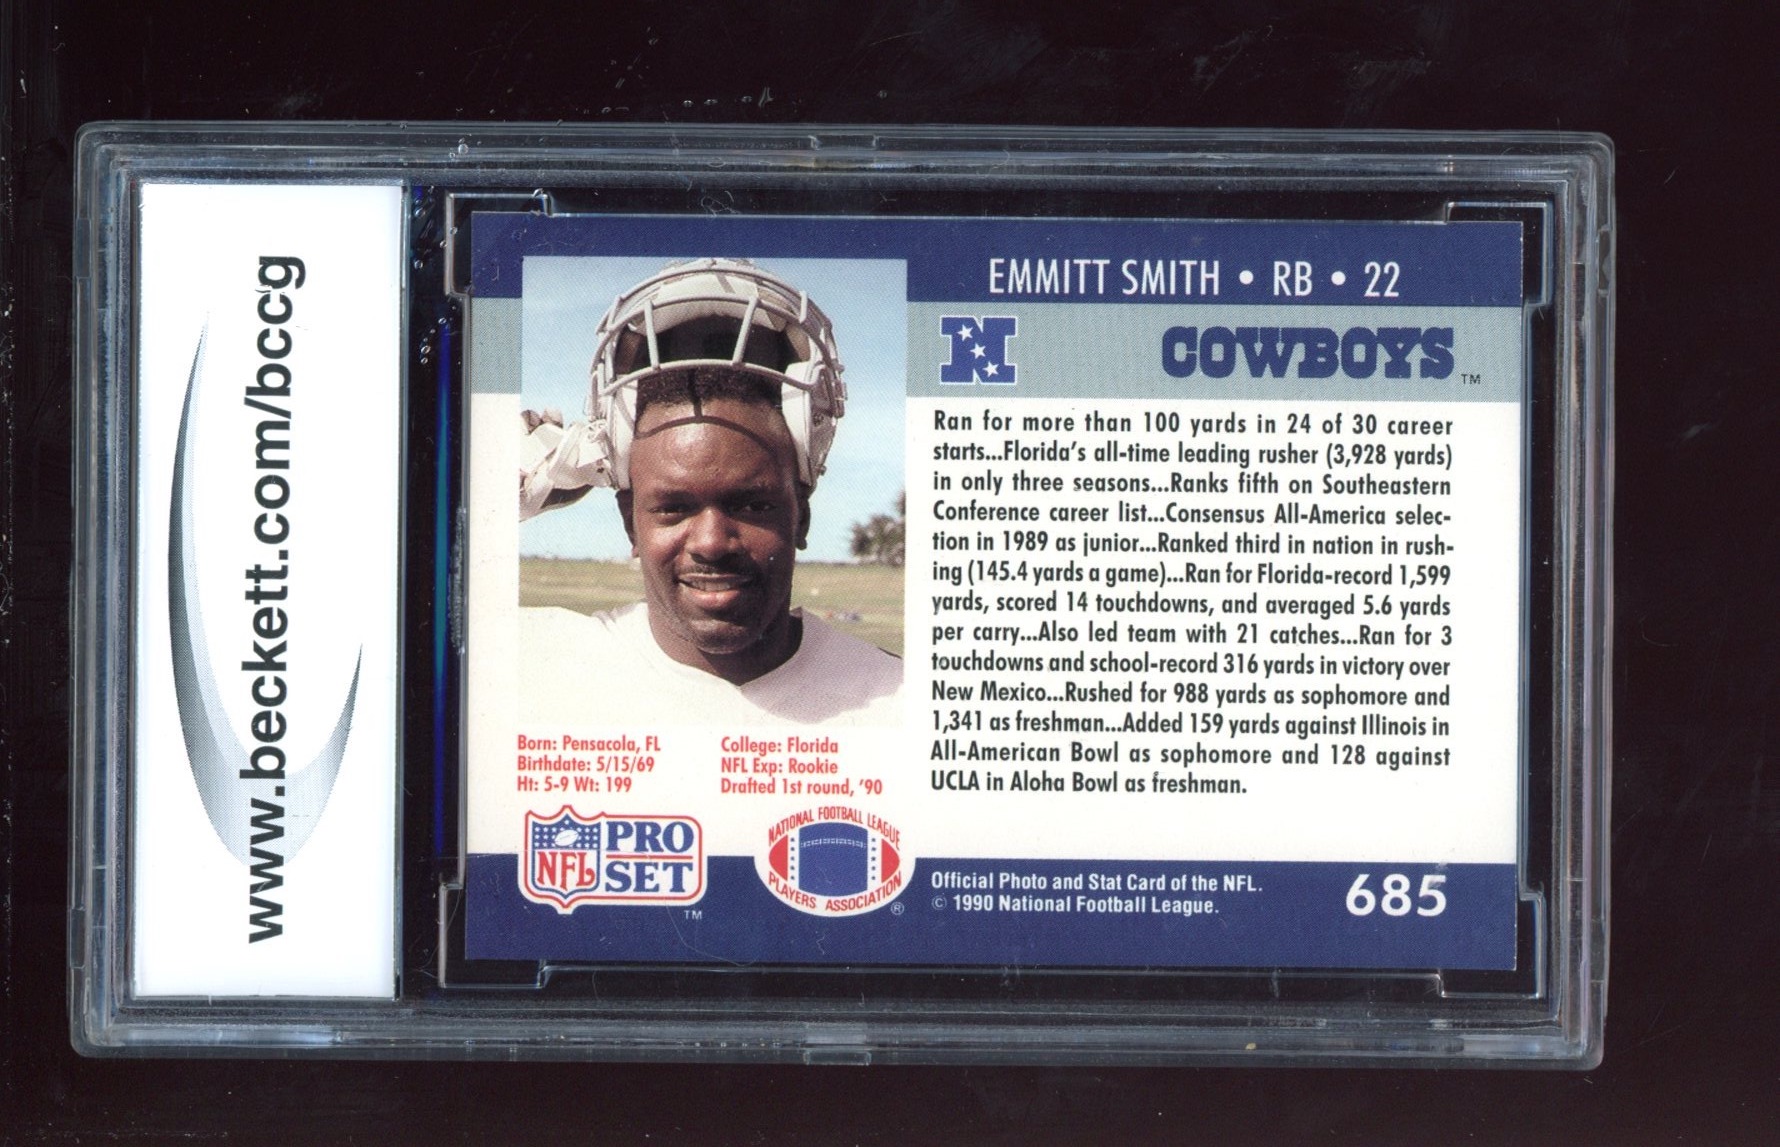 www.beckett.com/bccg
EMMITT SMITH • RB • 22
N
COWBOYS™
Ran for more than 100 yards in 24 of 30 career
starts...Florida's all-time leading rusher (3,928 yards)
in only three seasons...Ranks fifth on Southeastern
Conference career list...Consensus All-America selec-
tion in 1989 as junior...Ranked third in nation in rush-
ing (145.4 yards a game)...Ran for Florida-record 1,599
yards, scored 14 touchdowns, and averaged 5.6 yards
per carry...Also led team with 21 catches...Ran for 3
touchdowns and school-record 316 yards in victory over
New Mexico...Rushed for 988 yards as sophomore and
1,341 as freshman...Added 159 yards against Illinois in
All-American Bowl as sophomore and 128 against
UCLA in Aloha Bowl as freshman.
Born: Pensacola, FL
Birthdate: 5/15/69
Ht: 5-9 Wt: 199
College: Florida
NFL Exp: Rookie
Drafted 1st round, '90
NFL
PRO
SET
™
NATIONAL FOOTBALL LEAGUE
PLAYERS ASSOCIATION
®
Official Photo and Stat Card of the NFL.
© 1990 National Football League.
685